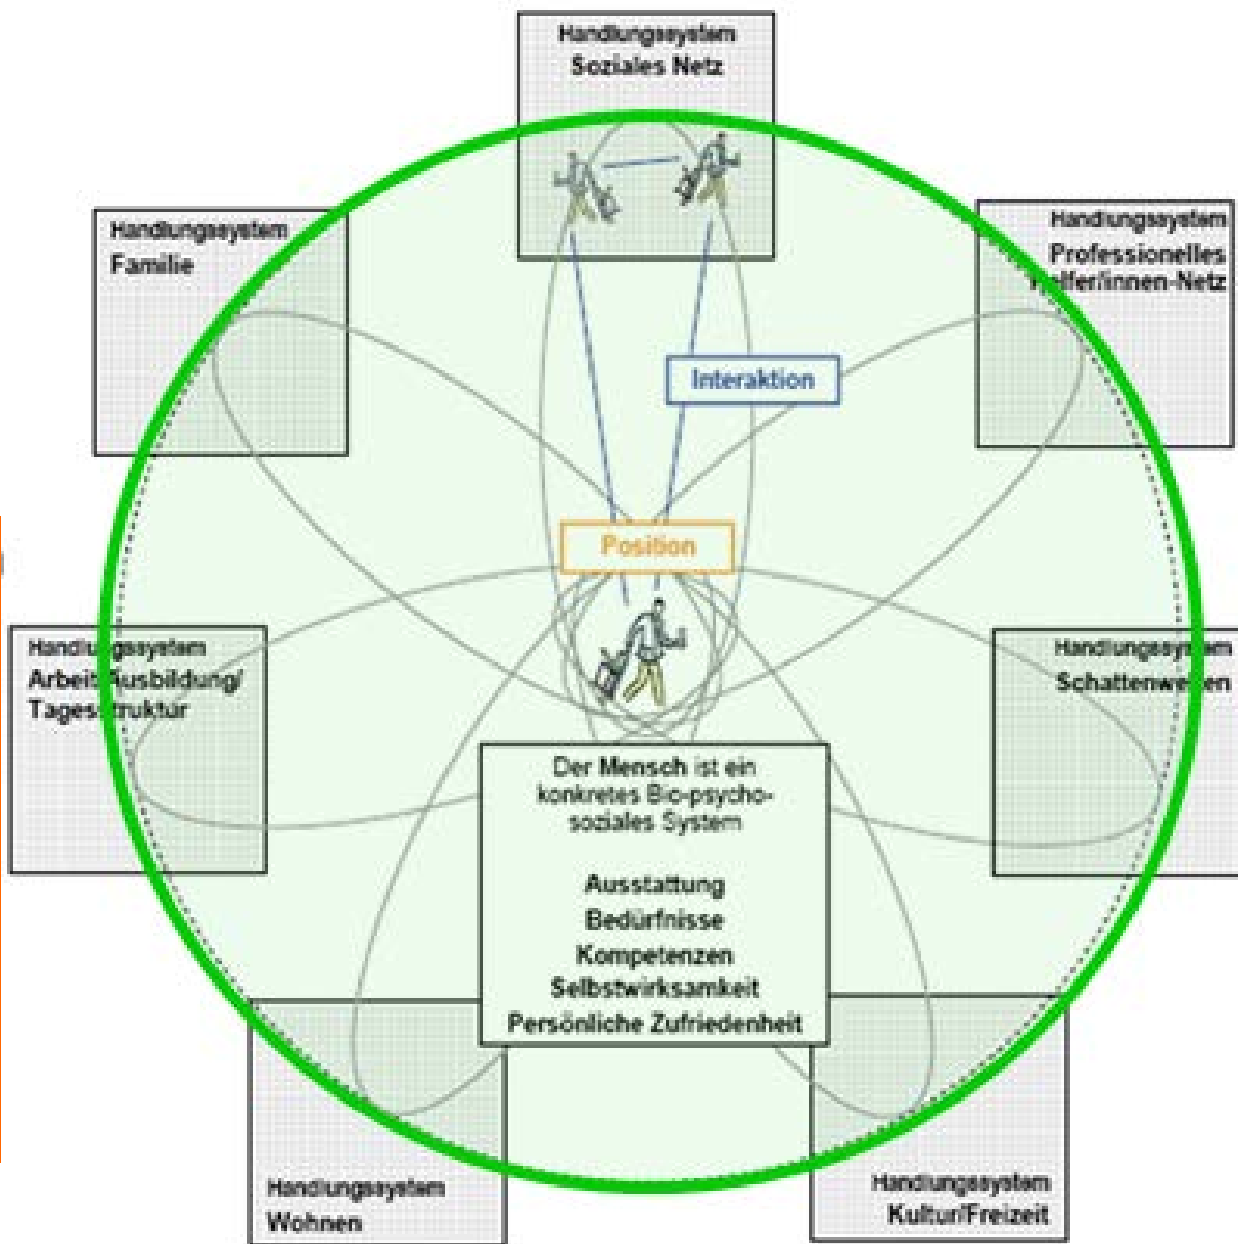 Handlungssystem
Soziales Netz
Handlungssystem
Familie
Handlungssystem
Professionelles
Helfer/innen-Netz
Interaktion
Position
Handlungssystem
Arbeit/Ausbildung/
Tagesstruktur
Handlungssystem
Schattenwelten
Der Mensch ist ein
konkretes Bio-psycho-
soziales System
Ausstattung
Bedürfnisse
Kompetenzen
Selbstwirksamkeit
Persönliche Zufriedenheit
Handlungssystem
Wohnen
Handlungssystem
Kultur/Freizeit